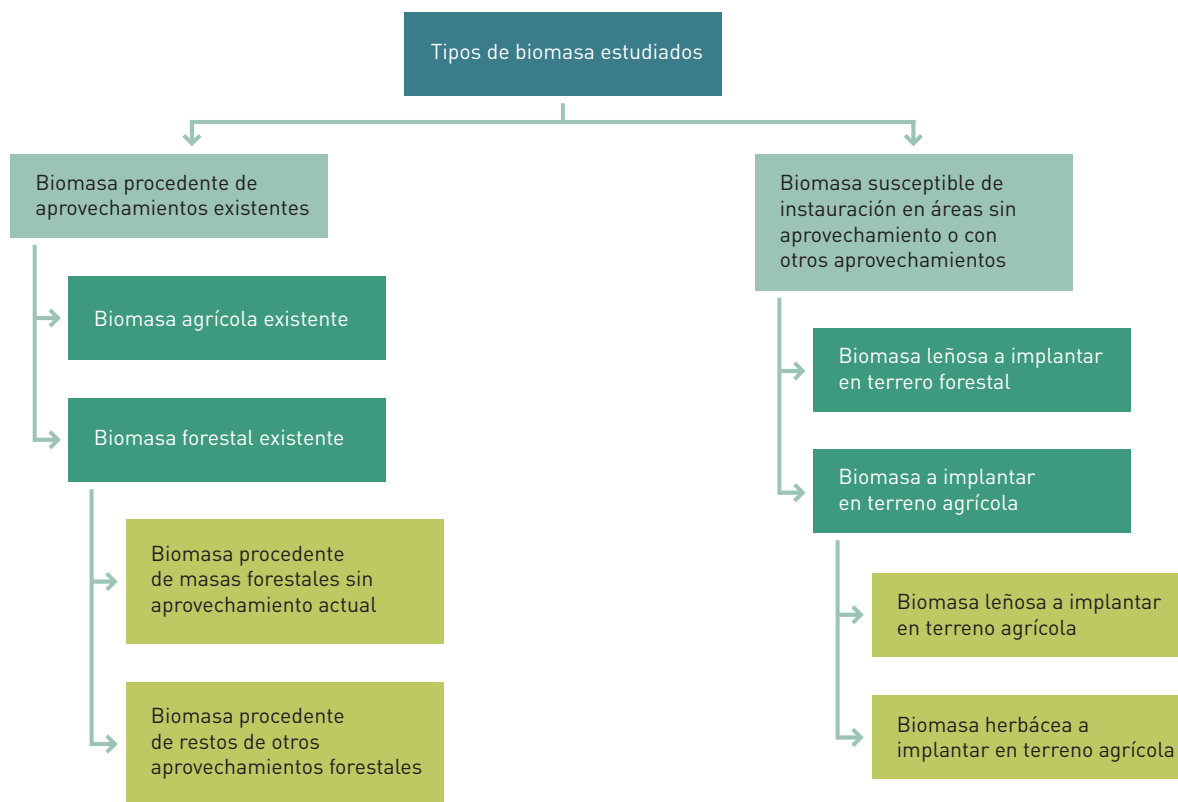 Tipos de biomasa estudiados
Biomasa procedente de
aprovechamientos existentes
Biomasa agrícola existente
Biomasa forestal existente
Biomasa procedente
de masas forestales sin
aprovechamiento actual
Biomasa procedente
de restos de otros
aprovechamientos forestales
Biomasa susceptible de
instauración en áreas sin
aprovechamiento o con
otros aprovechamientos
Biomasa leñosa a implantar
en terrero forestal
Biomasa a implantar
en terreno agrícola
Biomasa leñosa a implantar
en terreno agrícola
Biomasa herbácea a
implantar en terreno agrícola